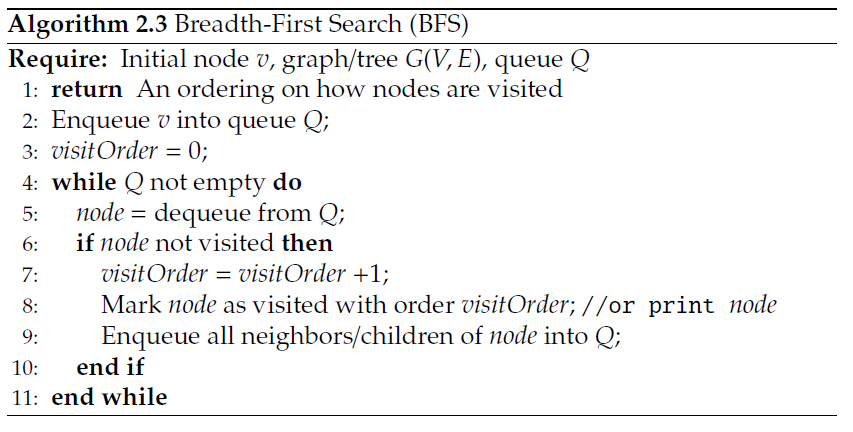 Algorithm 2.3 Breadth-First Search (BFS)
Require: Initial node v, graph/tree G(V, E), queue Q
1: return An ordering on how nodes are visited
2: Enqueue v into queue Q;
3: visitOrder = 0;
4: while Q not empty do
5: node = dequeue from Q;
6: if node not visited then
7: visitOrder = visitOrder +1;
8: Mark node as visited with order visitOrder; //or print node
9: Enqueue all neighbors/children of node into Q;
10: end if
11: end while